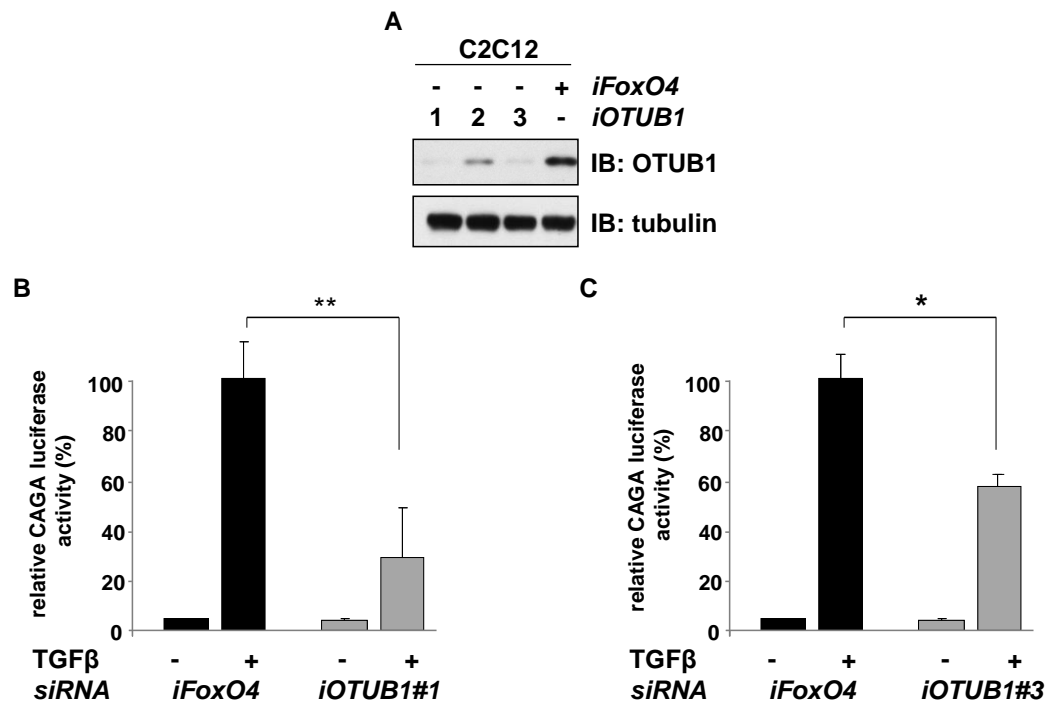 A
C2C12
- - - + iFoxO4
1 2 3 - iOTUB1
IB: OTUB1
IB: tubulin
B
**
relative CAGA luciferase
activity (%)
100
80
60
40
20
0
TGFβ - + - +
siRNA iFoxO4 iOTUB1#1
C
*
relative CAGA luciferase
activity (%)
100
80
60
40
20
0
TGFβ - + - +
siRNA iFoxO4 iOTUB1#3